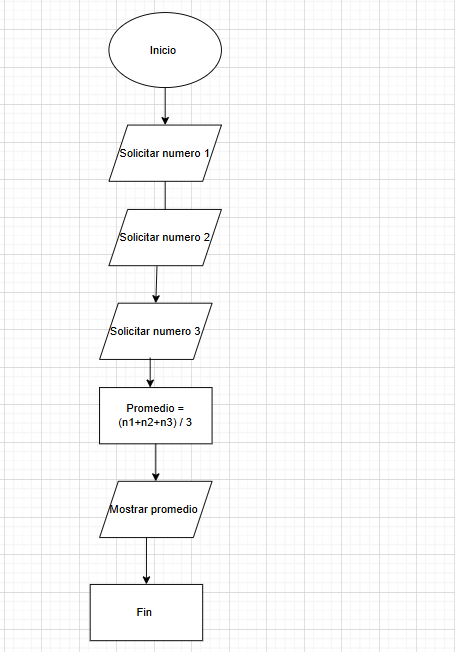 Inicio
Solicitar numero 1
Solicitar numero 2
Solicitar numero 3
Promedio =
(n1+n2+n3) / 3
Mostrar promedio
Fin